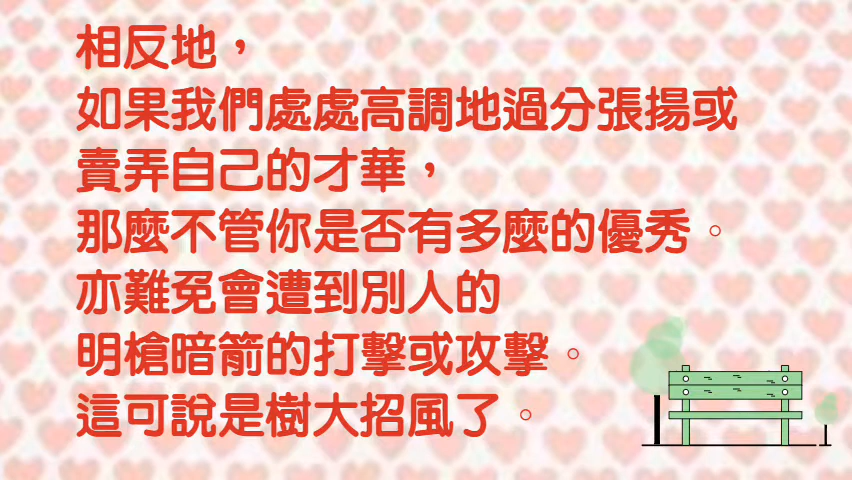 相反地，
如果我們處處高調地過分張揚或
賣弄自己的才華，
那麼不管你是否有多麼的優秀。
亦難免會遭到別人的
明槍暗箭的打擊或攻擊。
這可說是樹大招風了。